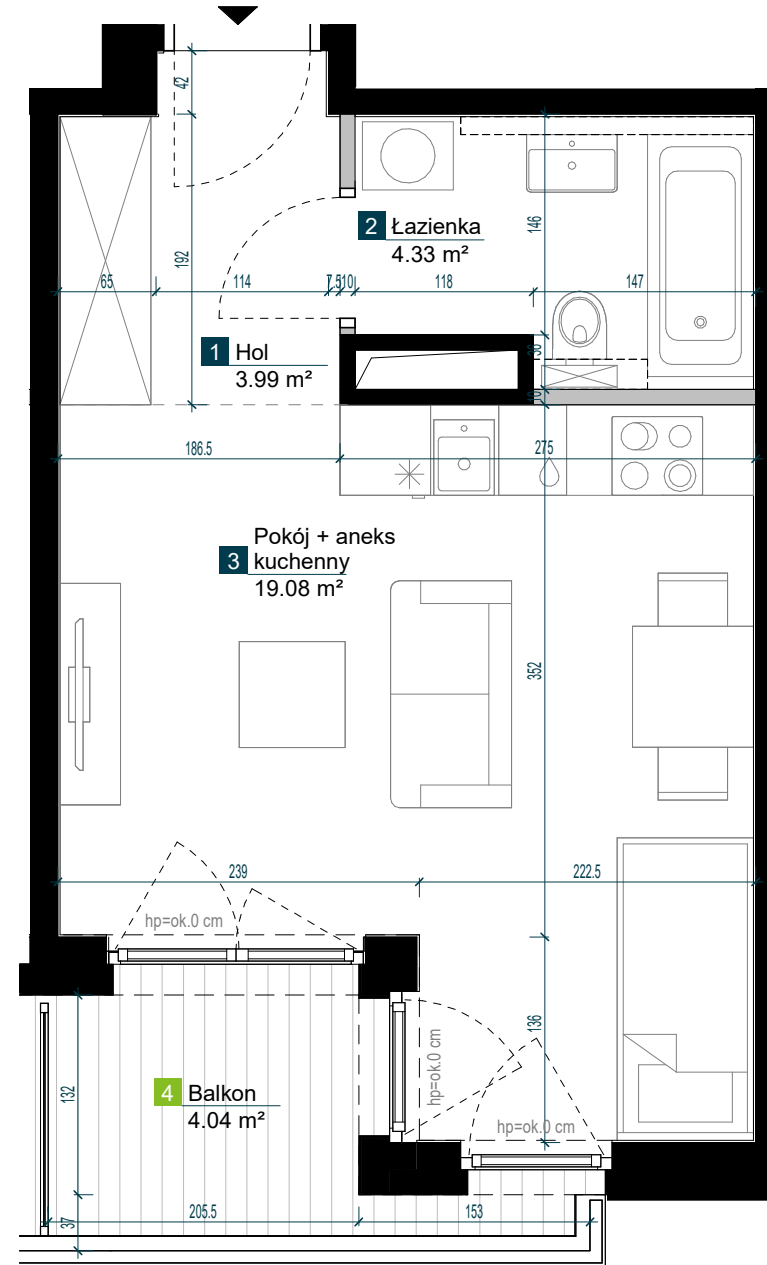 42
2 Łazienka
4.33 m²
146
192
65
114
7.5
10
118
147
1 Hol
3.99 m²
36
10
186.5
275
Pokój + aneks
3 kuchenny
19.08 m²
352
239
222.5
hp=ok.0 cm
136
hp=ok.0 cm
hp=ok.0 cm
132
4 Balkon
4.04 m²
205.5
153
37